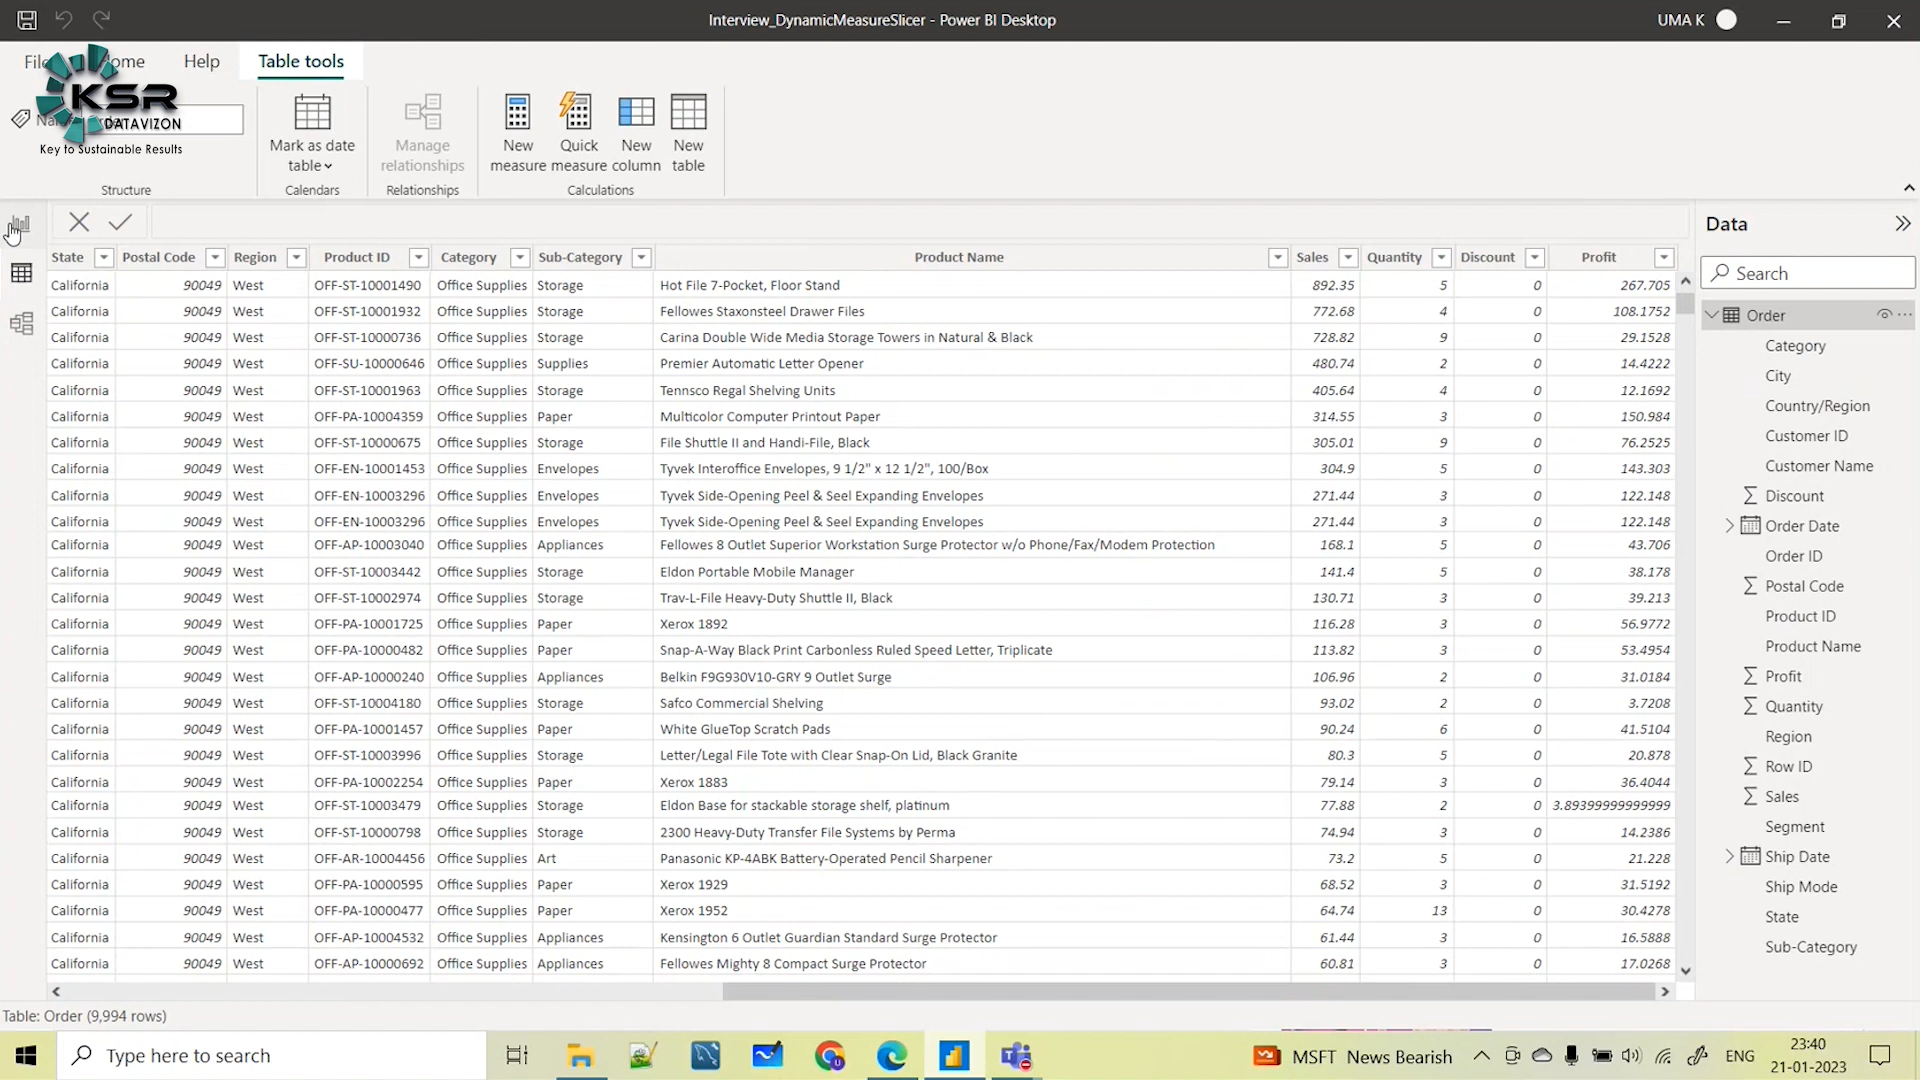 Interview_DynamicMeasureSlicer - Power BI Desktop
UMA K
File Home Help Table tools
KSR
DATAVIZON
Key to Sustainable Results
Mark as date table
Manage relationships
New measure
Quick measure
New column
New table
Structure
Calendars
Relationships
Calculations
State Postal Code Region Product ID Category Sub-Category Product Name Sales Quantity Discount Profit
California 90049 West OFF-ST-10001490 Office Supplies Storage Hot File 7-Pocket, Floor Stand 892.35 5 0 267.705
California 90049 West OFF-ST-10001932 Office Supplies Storage Fellowes Staxonsteel Drawer Files 772.68 4 0 108.1752
California 90049 West OFF-ST-10000736 Office Supplies Storage Carina Double Wide Media Storage Towers in Natural & Black 728.82 9 0 29.1528
California 90049 West OFF-SU-10000646 Office Supplies Supplies Premier Automatic Letter Opener 480.74 2 0 14.4222
California 90049 West OFF-ST-10001963 Office Supplies Storage Tennsco Regal Shelving Units 405.64 4 0 12.1692
California 90049 West OFF-PA-10004359 Office Supplies Paper Multicolor Computer Printout Paper 314.55 3 0 150.984
California 90049 West OFF-ST-10000675 Office Supplies Storage File Shuttle II and Handi-File, Black 305.01 9 0 76.2525
California 90049 West OFF-EN-10001453 Office Supplies Envelopes Tyvek Interoffice Envelopes, 9 1/2" x 12 1/2", 100/Box 304.9 5 0 143.303
California 90049 West OFF-EN-10003296 Office Supplies Envelopes Tyvek Side-Opening Peel & Seel Expanding Envelopes 271.44 3 0 122.148
California 90049 West OFF-EN-10003296 Office Supplies Envelopes Tyvek Side-Opening Peel & Seel Expanding Envelopes 271.44 3 0 122.148
California 90049 West OFF-AP-10003040 Office Supplies Appliances Fellowes 8 Outlet Superior Workstation Surge Protector w/o Phone/Fax/Modem Protection 168.1 5 0 43.706
California 90049 West OFF-ST-10003442 Office Supplies Storage Eldon Portable Mobile Manager 141.4 5 0 38.178
California 90049 West OFF-ST-10002974 Office Supplies Storage Trav-L-File Heavy-Duty Shuttle II, Black 130.71 3 0 39.213
California 90049 West OFF-PA-10001725 Office Supplies Paper Xerox 1892 116.28 3 0 56.9772
California 90049 West OFF-PA-10000482 Office Supplies Paper Snap-A-Way Black Print Carbonless Ruled Speed Letter, Triplicate 113.82 3 0 53.4954
California 90049 West OFF-AP-10000240 Office Supplies Appliances Belkin F9G930V10-GRY 9 Outlet Surge 106.96 2 0 31.0184
California 90049 West OFF-ST-10004180 Office Supplies Storage Safco Commercial Shelving 93.02 2 0 3.7208
California 90049 West OFF-PA-10001457 Office Supplies Paper White GlueTop Scratch Pads 90.24 6 0 41.5104
California 90049 West OFF-ST-10003996 Office Supplies Storage Letter/Legal File Tote with Clear Snap-On Lid, Black Granite 80.3 5 0 20.878
California 90049 West OFF-PA-10002254 Office Supplies Paper Xerox 1883 79.14 3 0 36.4044
California 90049 West OFF-ST-10003479 Office Supplies Storage Eldon Base for stackable storage shelf, platinum 77.88 2 0 3.89399999999999
California 90049 West OFF-ST-10000798 Office Supplies Storage 2300 Heavy-Duty Transfer File Systems by Perma 74.94 3 0 14.2386
California 90049 West OFF-AR-10004456 Office Supplies Art Panasonic KP-4ABK Battery-Operated Pencil Sharpener 73.2 5 0 21.228
California 90049 West OFF-PA-10000595 Office Supplies Paper Xerox 1929 68.52 3 0 31.5192
California 90049 West OFF-PA-10000477 Office Supplies Paper Xerox 1952 64.74 13 0 30.4278
California 90049 West OFF-AP-10004532 Office Supplies Appliances Kensington 6 Outlet Guardian Standard Surge Protector 61.44 3 0 16.5888
California 90049 West OFF-AP-10000692 Office Supplies Appliances Fellowes Mighty 8 Compact Surge Protector 60.81 3 0 17.0268
Data
Search
Order
Category
City
Country/Region
Customer ID
Customer Name
Discount
Order Date
Order ID
Postal Code
Product ID
Product Name
Profit
Quantity
Region
Row ID
Sales
Segment
Ship Date
Ship Mode
State
Sub-Category
Table: Order (9,994 rows)
Type here to search
MSFT News Bearish
ENG
23:40
21-01-2023